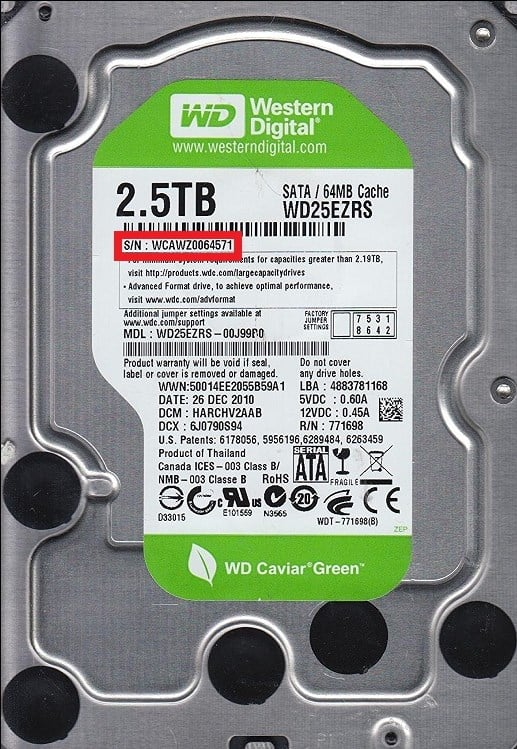 WD Western Digital®
www.westerndigital.com
2.5TB SATA / 64MB Cache
WD25EZRS
S/N : WCAWZ0064571
requirements for capacities greater than 2.19TB,
visit http://products.wdc.com/largecapacitydrives
• Advanced Format drive, to achieve optimal performance,
visit www.wdc.com/advformat
Additional jumper settings available at
www.wdc.com/support
FACTORY JUMPER SETTINGS
7 5 3 1
8 6 4 2
MDL : WD25EZRS-00J99B0
Product warranty will be void if seal,
label or cover is removed or damaged.
Do not cover
any drive holes.
WWN:50014EE2055B59A1
LBA : 4883781168
DATE: 26 DEC 2010
5VDC : 0.60A
DCM : HARCHV2AAB
12VDC : 0.45A
DCX : 6J0790S94
R/N : 771698
U.S. Patents: 6178056, 5956196,6289484, 6263459
Product of Thailand
Canada ICES-003 Class B/
NMB-003 Classe B RoHS
SERIAL
ATA
FRAGILE
D33015
E101559
N3565
20
CE
WDT-771698(B)
ZEP
WD Caviar®Green™